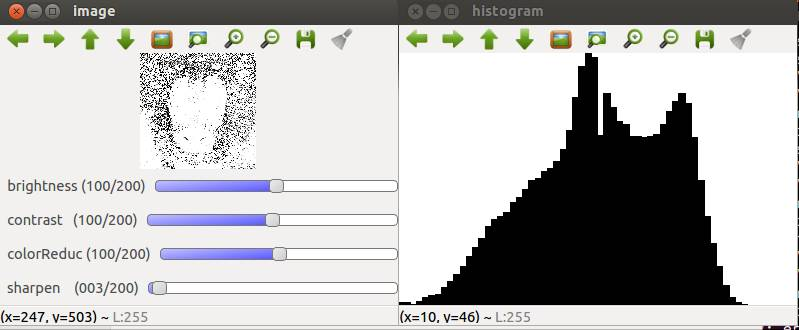 image
histogram
brightness (100/200)
contrast (100/200)
colorReduc (100/200)
sharpen (003/200)
(x=247, y=503) ~ L:255
(x=10, y=46) ~ L:255